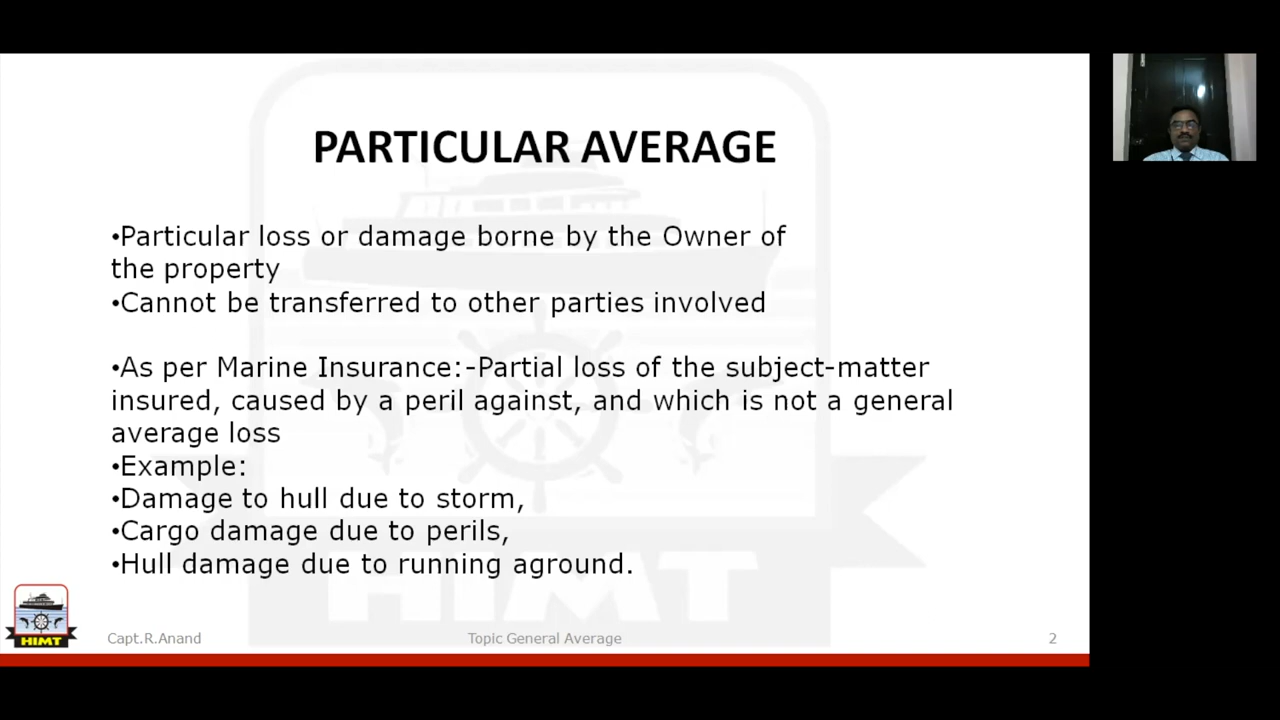 PARTICULAR AVERAGE
•Particular loss or damage borne by the Owner of
the property
•Cannot be transferred to other parties involved
•As per Marine Insurance:-Partial loss of the subject-matter
insured, caused by a peril against, and which is not a general
average loss
•Example:
•Damage to hull due to storm,
•Cargo damage due to perils,
•Hull damage due to running aground.
HIMT
HIMT
Capt.R.Anand
Topic General Average
2